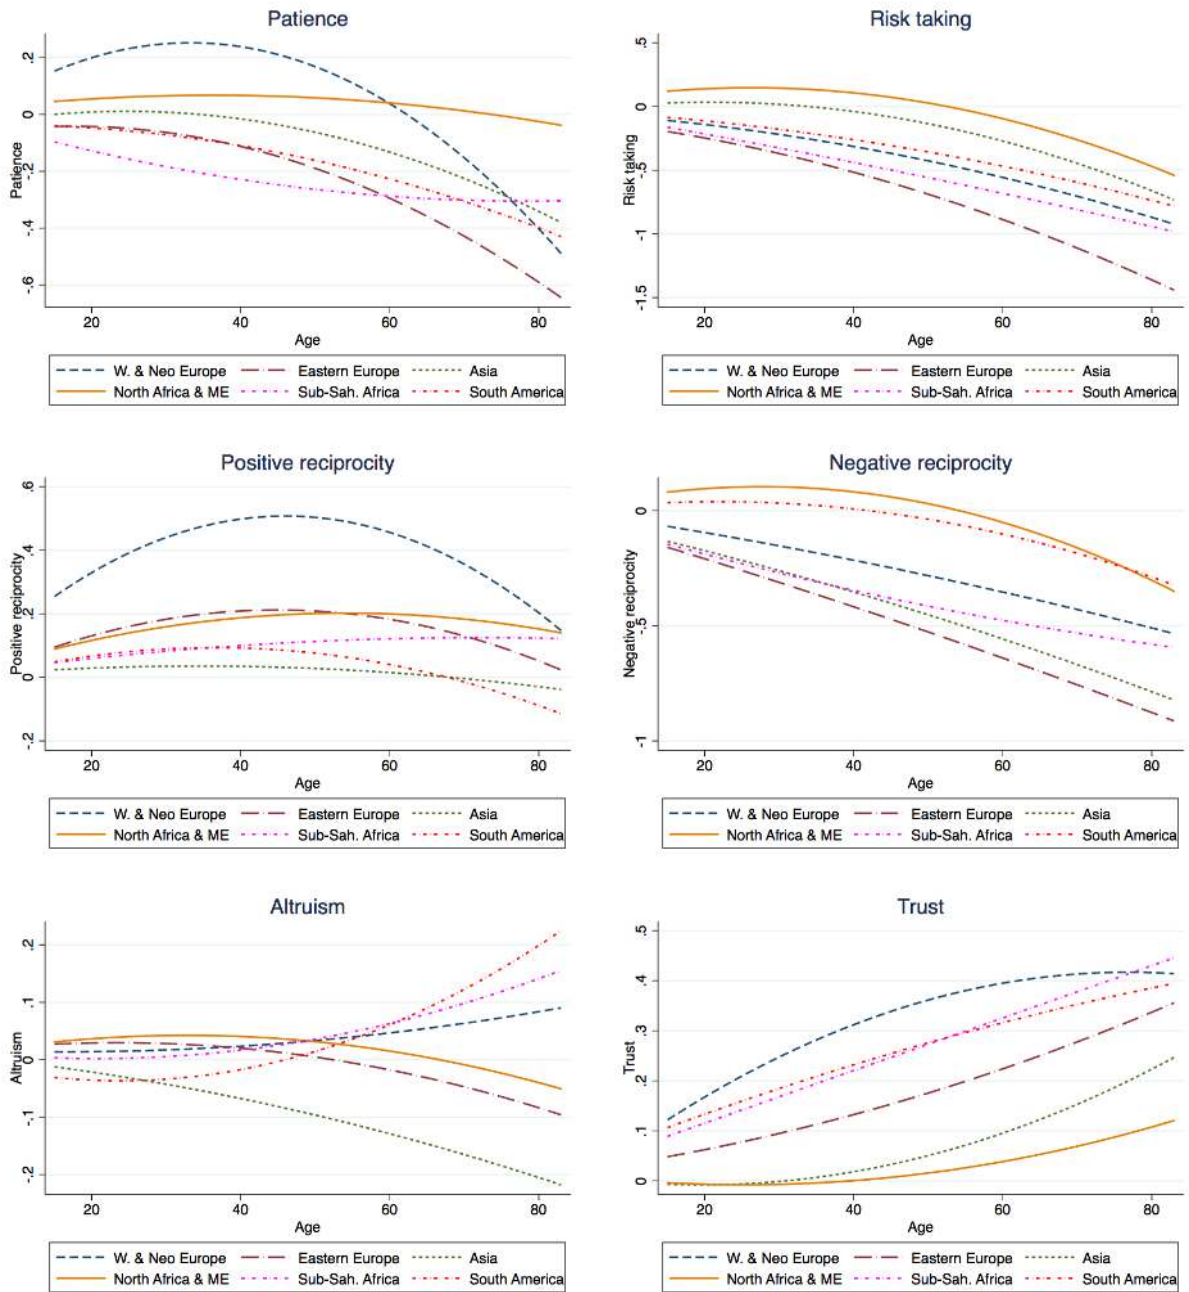 Patience
Patience
.2
0
-.2
-.4
-.6
20 40 60 80
Age
W. & Neo Europe Eastern Europe Asia
North Africa & ME Sub-Sah. Africa South America
Risk taking
Risk taking
.5
0
-.5
-1
-1.5
20 40 60 80
Age
W. & Neo Europe Eastern Europe Asia
North Africa & ME Sub-Sah. Africa South America
Positive reciprocity
Positive reciprocity
.6
.4
.2
0
-.2
20 40 60 80
Age
W. & Neo Europe Eastern Europe Asia
North Africa & ME Sub-Sah. Africa South America
Negative reciprocity
Negative reciprocity
0
-.5
-1
20 40 60 80
Age
W. & Neo Europe Eastern Europe Asia
North Africa & ME Sub-Sah. Africa South America
Altruism
Altruism
.2
.1
0
-.1
-.2
20 40 60 80
Age
W. & Neo Europe Eastern Europe Asia
North Africa & ME Sub-Sah. Africa South America
Trust
Trust
.5
.4
.3
.2
.1
0
20 40 60 80
Age
W. & Neo Europe Eastern Europe Asia
North Africa & ME Sub-Sah. Africa South America